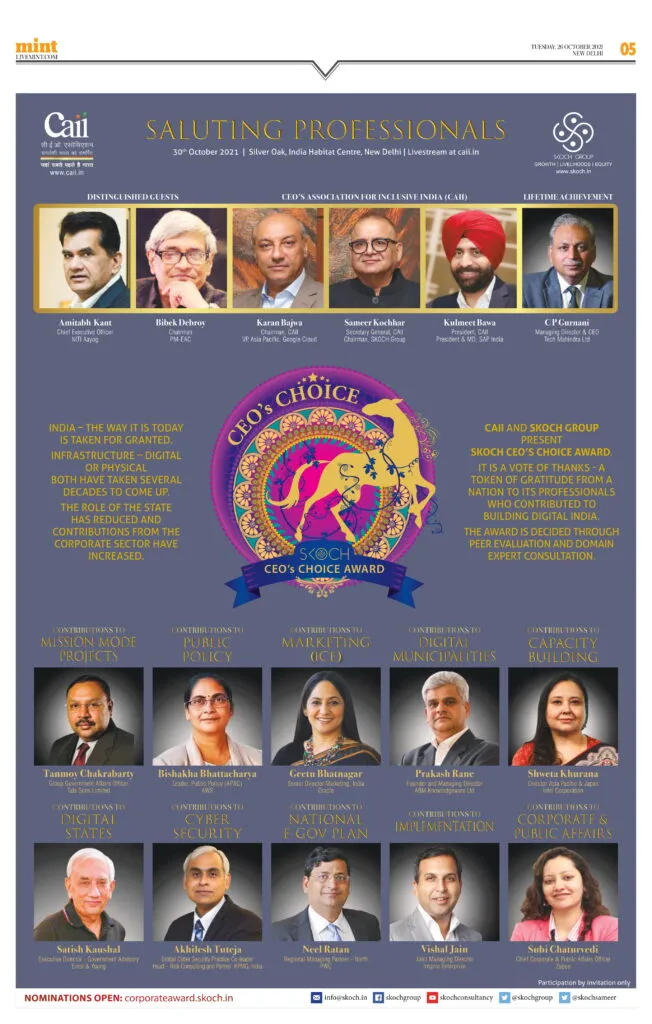 mint
LIVEMINT.COM
TUESDAY, 26 OCTOBER 2021
NEW DELHI
05
Caii
सी ई ओ एसोसिएशन
www.caii.in
SALUTING PROFESSIONALS
30th October 2021 | Silver Oak, India Habitat Centre, New Delhi | Livestream at caii.in
SKOCH GROUP
GROWTH | LIVELIHOODS | EQUITY
www.skoch.in
DISTINGUISHED GUESTS
CEO'S ASSOCIATION FOR INCLUSIVE INDIA (CAII)
LIFETIME ACHIEVEMENT
Amitabh Kant
Chief Executive Officer
NITI Aayog
Bibek Debroy
Chairman
PM-EAC
Karan Bajwa
Chairman, CAII
VP, Asia Pacific, Google Cloud
Sameer Kochhar
Secretary General, CAII
Chairman, SKOCH Group
Kulmeet Bawa
President, CAII
President & MD, SAP India
C P Gurnani
Managing Director & CEO
Tech Mahindra Ltd
INDIA – THE WAY IT IS TODAY
IS TAKEN FOR GRANTED.
INFRASTRUCTURE – DIGITAL
OR PHYSICAL
BOTH HAVE TAKEN SEVERAL
DECADES TO COME UP.
THE ROLE OF THE STATE
HAS REDUCED AND
CONTRIBUTIONS FROM THE
CORPORATE SECTOR HAVE
INCREASED.
CEO's CHOICE
SKOCH
CEO's CHOICE AWARD
CAII AND SKOCH GROUP
PRESENT
SKOCH CEO'S CHOICE AWARD.
IT IS A VOTE OF THANKS - A
TOKEN OF GRATITUDE FROM A
NATION TO ITS PROFESSIONALS
WHO CONTRIBUTED TO
BUILDING DIGITAL INDIA.
THE AWARD IS DECIDED THROUGH
PEER EVALUATION AND DOMAIN
EXPERT CONSULTATION.
CONTRIBUTIONS TO
MISSION MODE
PROJECTS
Tanmoy Chakrabarty
Group Government Affairs Officer
Tata Sons Limited
CONTRIBUTIONS TO
PUBLIC
POLICY
Bishakha Bhattacharya
Leader, Public Policy (APAC)
AWS
CONTRIBUTIONS TO
MARKETING
(ICE)
Geetu Bhatnagar
Senior Director Marketing, India
Oracle
CONTRIBUTIONS TO
DIGITAL
MUNICIPALITIES
Prakash Rane
Founder and Managing Director
ABM Knowledgeware Ltd
CONTRIBUTIONS TO
CAPACITY
BUILDING
Shweta Khurana
Director Asia Pacific & Japan
Intel Corporation
CONTRIBUTIONS TO
DIGITAL
STATES
Satish Kaushal
Executive Director - Government Advisory
Ernst & Young
CONTRIBUTIONS TO
CYBER
SECURITY
Akhilesh Tuteja
Global Cyber Security Practice Co-leader
Head - Risk Consulting and Partner KPMG, India
CONTRIBUTIONS TO
NATIONAL
E-GOV PLAN
Neel Ratan
Regional Managing Partner - North
PWC
CONTRIBUTIONS TO
IMPLEMENTATION
Vishal Jain
Joint Managing Director
Inspira Enterprise
CONTRIBUTIONS TO
CORPORATE &
PUBLIC AFFAIRS
Subi Chaturvedi
Chief Corporate & Public Affairs Officer
Zupee
Participation by invitation only
NOMINATIONS OPEN: corporateaward.skoch.in
info@skoch.in
skochgroup
skochconsultancy
@skochgroup
@skochsameer